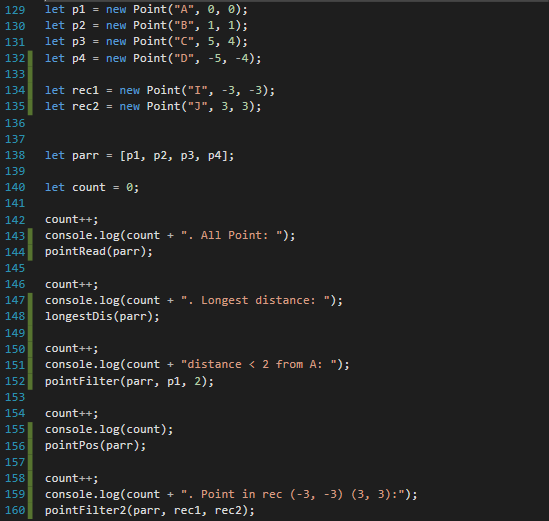 129 let p1 = new Point("A", 0, 0);
130 let p2 = new Point("B", 1, 1);
131 let p3 = new Point("C", 5, 4);
132 let p4 = new Point("D", -5, -4);
133
134 let rec1 = new Point("I", -3, -3);
135 let rec2 = new Point("J", 3, 3);
136
137
138 let parr = [p1, p2, p3, p4];
139
140 let count = 0;
141
142 count++;
143 console.log(count + ". All Point: ");
144 pointRead(parr);
145
146 count++;
147 console.log(count + ". Longest distance: ");
148 longestDis(parr);
149
150 count++;
151 console.log(count + "distance < 2 from A: ");
152 pointFilter(parr, p1, 2);
153
154 count++;
155 console.log(count);
156 pointPos(parr);
157
158 count++;
159 console.log(count + ". Point in rec (-3, -3) (3, 3):");
160 pointFilter2(parr, rec1, rec2);